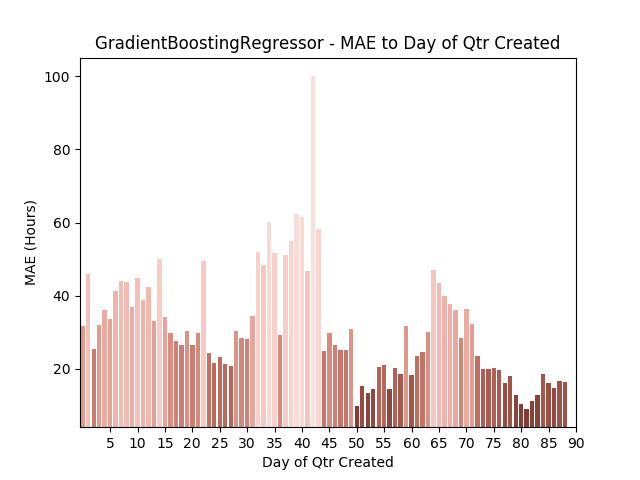 GradientBoostingRegressor - MAE to Day of Qtr Created
100
80
60
40
20
MAE (Hours)
5 10 15 20 25 30 35 40 45 50 55 60 65 70 75 80 85 90
Day of Qtr Created